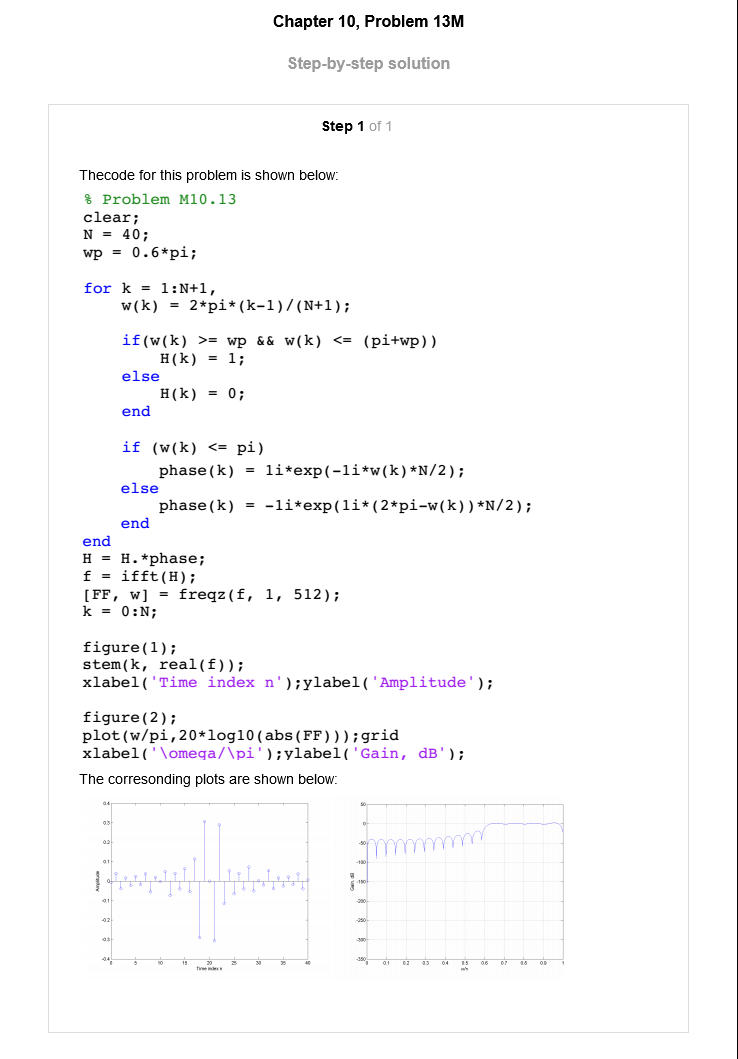 Chapter 10, Problem 13M
Step-by-step solution
Step 1 of 1
Thecode for this problem is shown below:
% Problem M10.13
clear;
N = 40;
wp = 0.6*pi;
for k = 1:N+1,
w(k) = 2*pi*(k-1)/(N+1);
if(w(k) >= wp && w(k) <= (pi+wp))
H(k) = 1;
else
H(k) = 0;
end
if (w(k) <= pi)
phase(k) = 1i*exp(-1i*w(k)*N/2);
else
phase(k) = -1i*exp(1i*(2*pi-w(k))*N/2);
end
end
H = H.*phase;
f = ifft(H);
[FF, w] = freqz(f, 1, 512);
k = 0:N;
figure(1);
stem(k, real(f));
xlabel('Time index n');ylabel('Amplitude');
figure(2);
plot(w/pi,20*log10(abs(FF)));grid
xlabel('\omega/\pi');ylabel('Gain, dB');
The corresonding plots are shown below:
0.4
0.3
0.2
0.1
0
-0.1
-0.2
-0.3
-0.4
Amplitude
0 5 10 15 20 25 30 35 40
Time index n
50
0
-50
-100
-150
-200
-250
-300
-350
Gain, dB
0 0.1 0.2 0.3 0.4 0.5 0.6 0.7 0.8 0.9 1